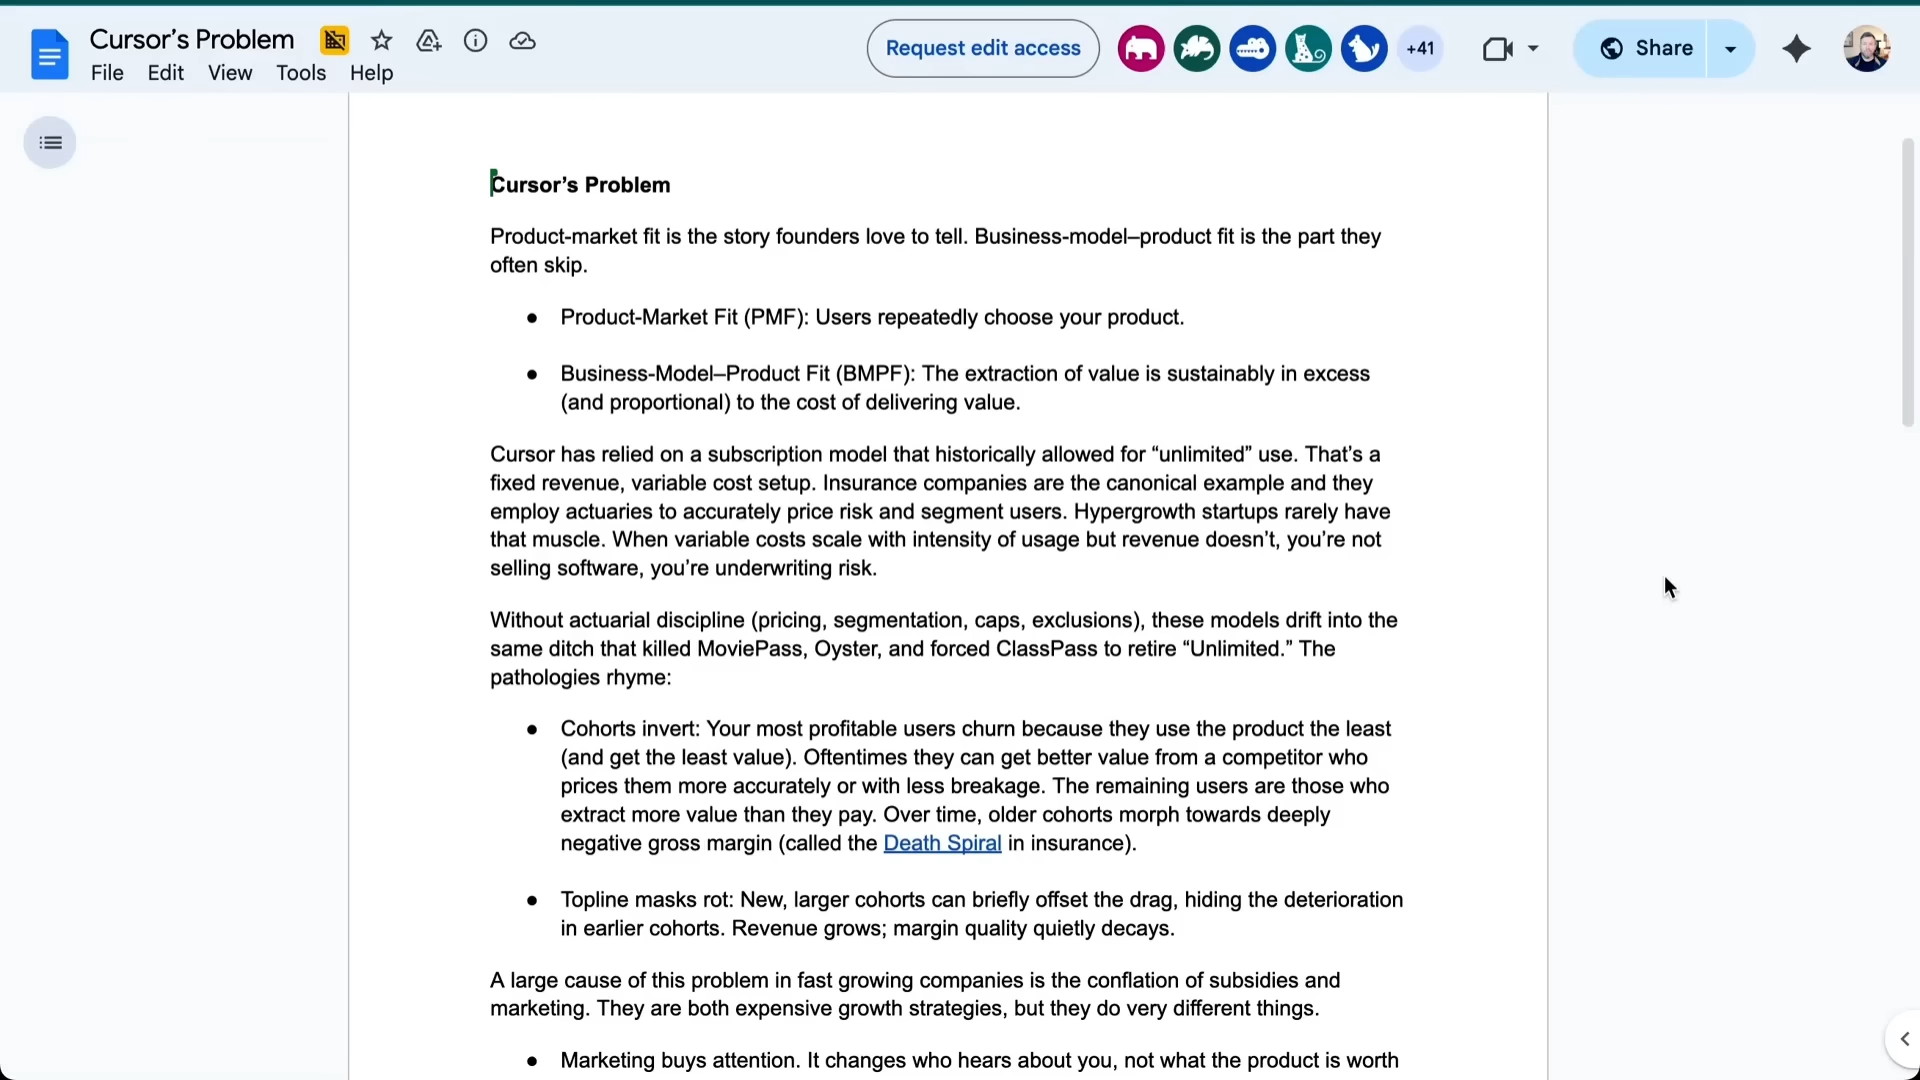 Cursor’s Problem
File Edit View Tools Help
Request edit access
+41
Share
Cursor’s Problem
Product-market fit is the story founders love to tell. Business-model–product fit is the part they
often skip.
● Product-Market Fit (PMF): Users repeatedly choose your product.
● Business-Model–Product Fit (BMPF): The extraction of value is sustainably in excess
(and proportional) to the cost of delivering value.
Cursor has relied on a subscription model that historically allowed for “unlimited” use. That’s a
fixed revenue, variable cost setup. Insurance companies are the canonical example and they
employ actuaries to accurately price risk and segment users. Hypergrowth startups rarely have
that muscle. When variable costs scale with intensity of usage but revenue doesn’t, you’re not
selling software, you’re underwriting risk.
Without actuarial discipline (pricing, segmentation, caps, exclusions), these models drift into the
same ditch that killed MoviePass, Oyster, and forced ClassPass to retire “Unlimited.” The
pathologies rhyme:
● Cohorts invert: Your most profitable users churn because they use the product the least
(and get the least value). Oftentimes they can get better value from a competitor who
prices them more accurately or with less breakage. The remaining users are those who
extract more value than they pay. Over time, older cohorts morph towards deeply
negative gross margin (called the Death Spiral in insurance).
● Topline masks rot: New, larger cohorts can briefly offset the drag, hiding the deterioration
in earlier cohorts. Revenue grows; margin quality quietly decays.
A large cause of this problem in fast growing companies is the conflation of subsidies and
marketing. They are both expensive growth strategies, but they do very different things.
● Marketing buys attention. It changes who hears about you, not what the product is worth